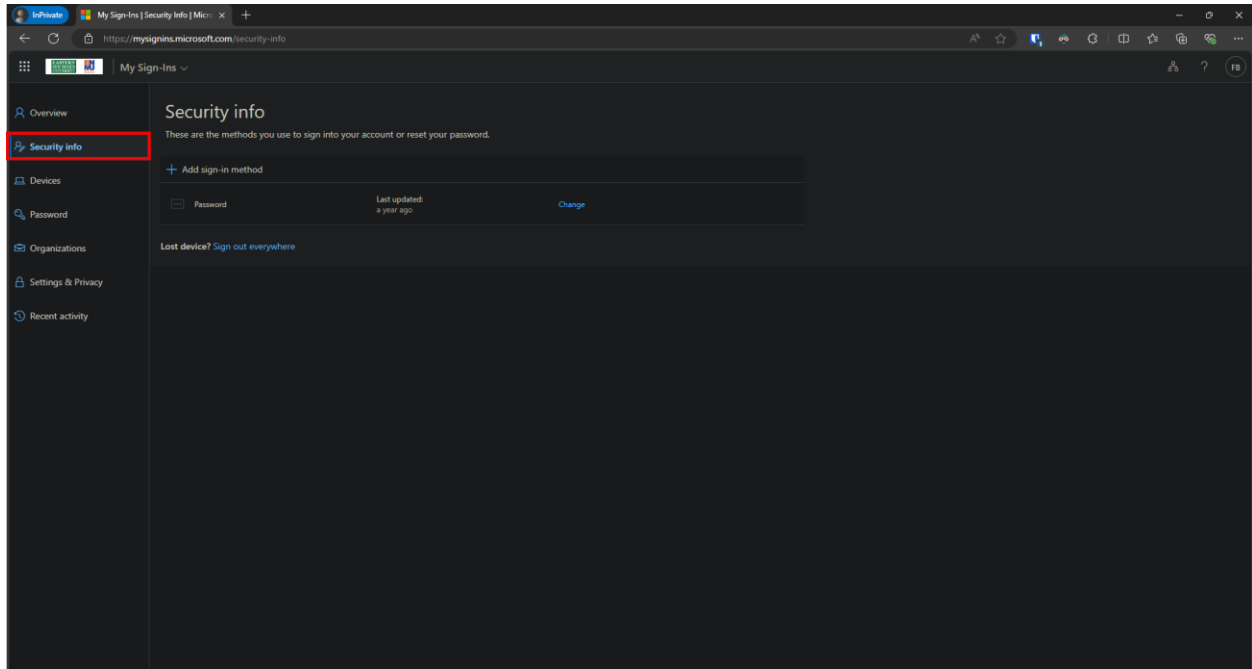 InPrivate
My Sign-Ins | Security Info | Micro
https://mysignins.microsoft.com/security-info
My Sign-Ins
FB
Overview
Security info
Devices
Password
Organizations
Settings & Privacy
Recent activity
Security info
These are the methods you use to sign into your account or reset your password.
Add sign-in method
Password
Last updated:
a year ago
Change
Lost device? Sign out everywhere